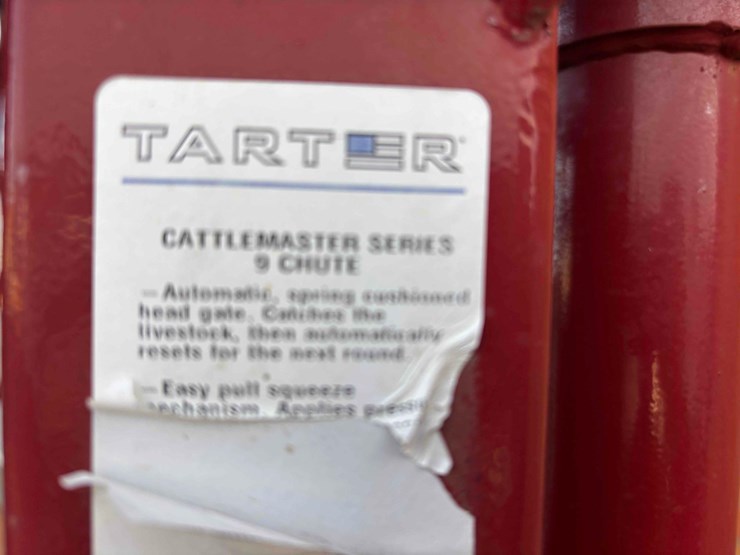 TARTER
CATTLEMASTER SERIES
9 CHUTE
—Automatic, spring cushioned
head gate. Catches the
livestock, then automatically
resets for the next round.
—Easy pull squeeze
Applies